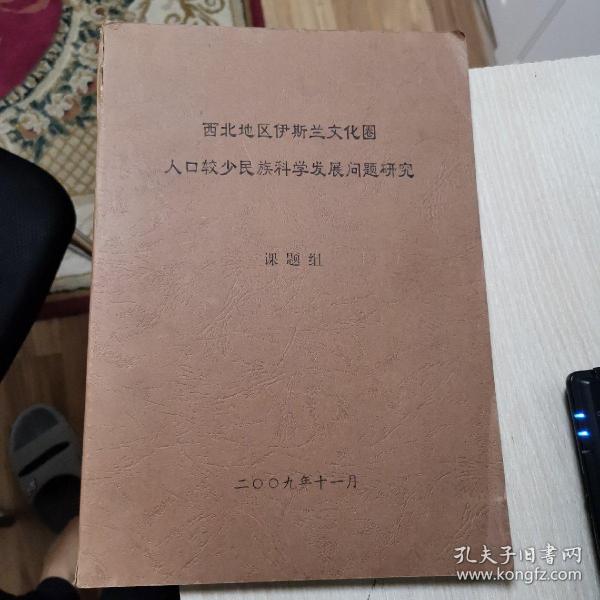 西北地区伊斯兰文化圈
人口较少民族科学发展问题研究
课题组
二〇〇九年十一月
孔夫子旧书网
www.kongfz.com